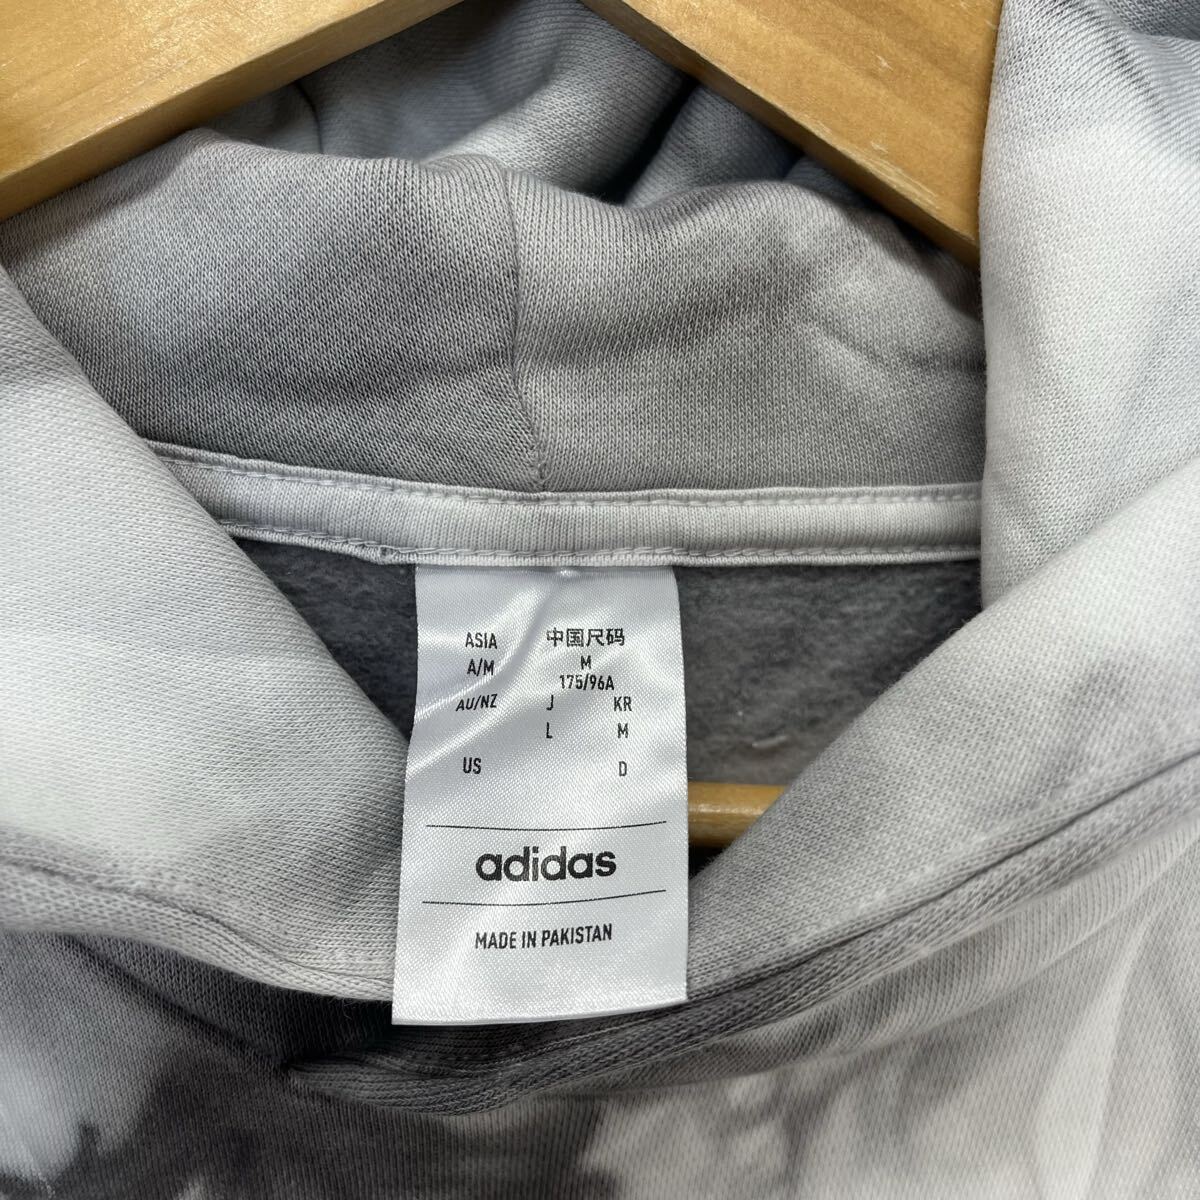 ASIA 中国尺码
A/M M
175/96A
AU/NZ J KR
L M
US D
adidas
MADE IN PAKISTAN